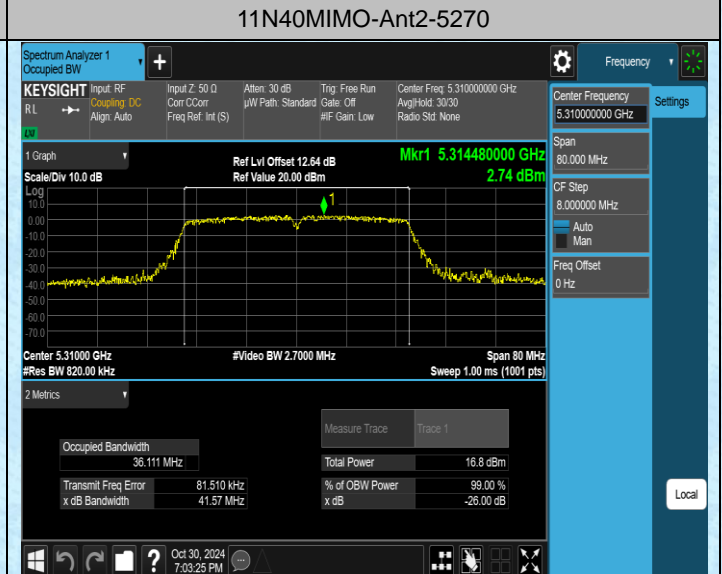 11N40MIMO-Ant2-5270
Spectrum Analyzer 1
Occupied BW
Frequency
KEYSIGHT
RL
Input: RF
Coupling: DC
Align: Auto
Input Z: 50 Ω
Corr CCorr
Freq Ref: Int (S)
Atten: 30 dB
µW Path: Standard
Trig: Free Run
Gate: Off
#IF Gain: Low
Center Freq: 5.310000000 GHz
Avg|Hold: 30/30
Radio Std: None
Center Frequency
5.310000000 GHz
Settings
Span
80.000 MHz
CF Step
8.000000 MHz
Auto
Man
Freq Offset
0 Hz
Local
1 Graph
Scale/Div 10.0 dB
Ref Lvl Offset 12.64 dB
Ref Value 20.00 dBm
Mkr1 5.314480000 GHz
2.74 dBm
Log
10.0
0.00
-10.0
-20.0
-30.0
-40.0
-50.0
-60.0
-70.0
1
Center 5.31000 GHz
#Res BW 820.00 kHz
#Video BW 2.7000 MHz
Span 80 MHz
Sweep 1.00 ms (1001 pts)
2 Metrics
Measure Trace
Trace 1
Occupied Bandwidth
36.111 MHz
Total Power
16.8 dBm
Transmit Freq Error
81.510 kHz
% of OBW Power
99.00 %
x dB Bandwidth
41.57 MHz
x dB
-26.00 dB
Oct 30, 2024
7:03:25 PM